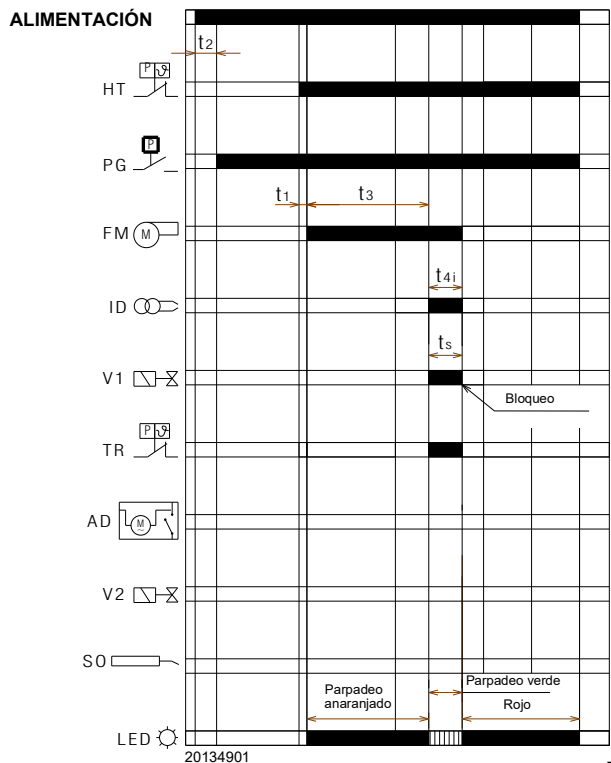 ALIMENTACIÓN
t2
HT P ϑ
PG P
t1 t3
FM M
t4i
ID
ts
V1
Bloqueo
TR P ϑ
AD M ~
V2
SO
Parpadeo
anaranjado
Parpadeo verde
Rojo
LED
20134901